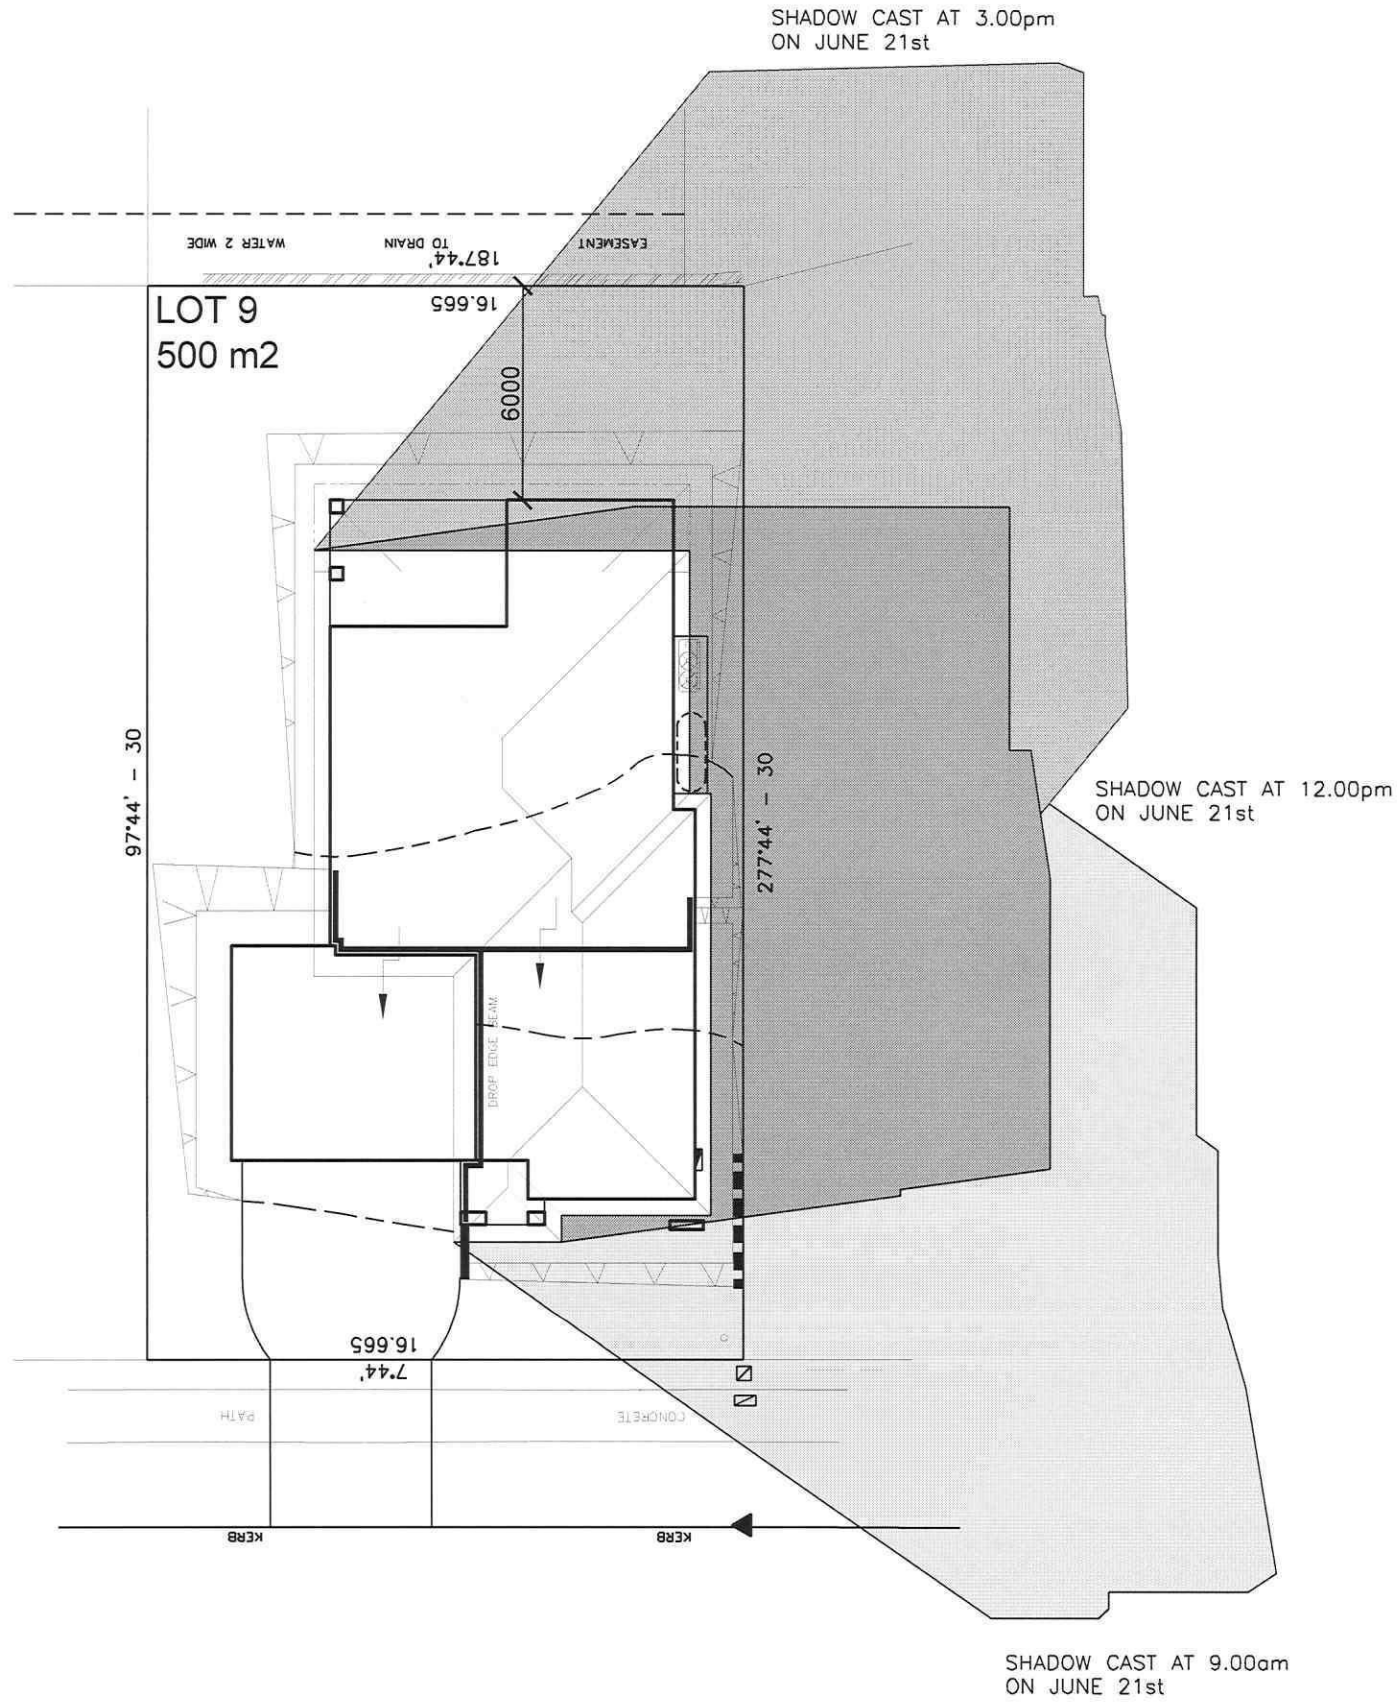 SHADOW CAST AT 3.00pm
ON JUNE 21st
EASEMENT TO DRAIN WATER 2 WIDE
187°44'
16.665
LOT 9
500 m2
6000
97°44' - 30
277°44' - 30
SHADOW CAST AT 12.00pm
ON JUNE 21st
DROP EDGE BEAM
16.665
7°44'
CONCRETE PATH
KERB
KERB
SHADOW CAST AT 9.00am
ON JUNE 21st